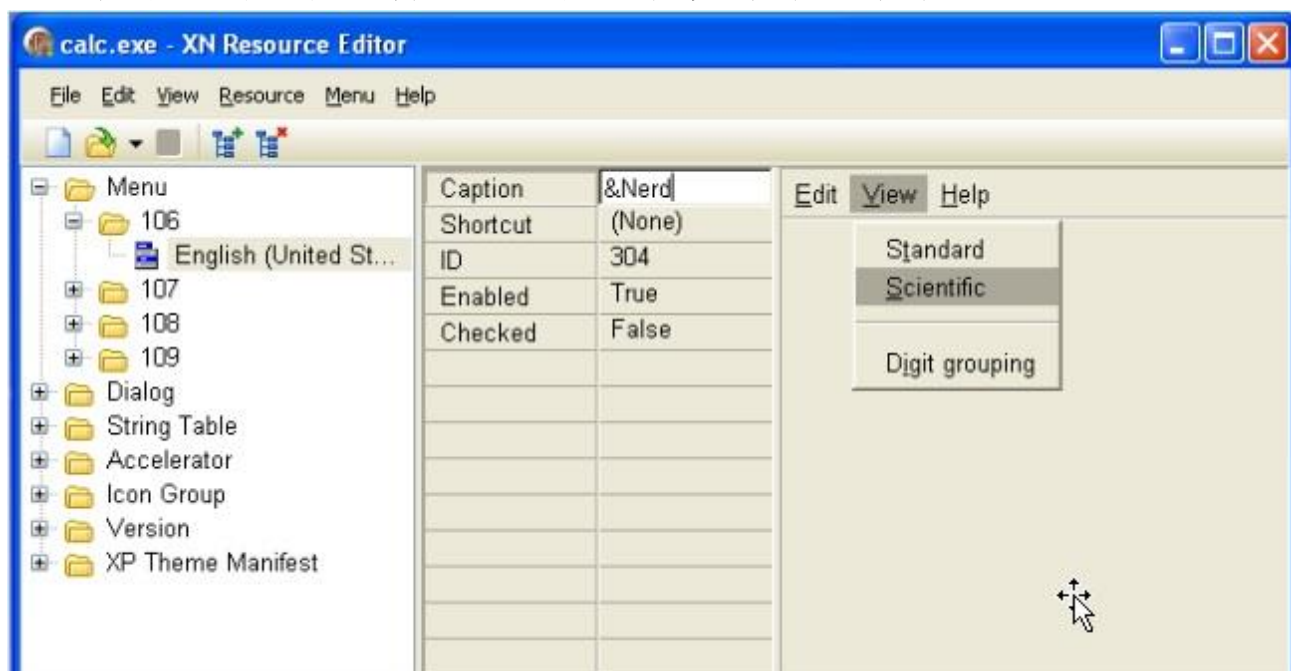 calc.exe - XN Resource Editor
File Edit View Resource Menu Help
Menu
106
English (United St...
107
108
109
Dialog
String Table
Accelerator
Icon Group
Version
XP Theme Manifest
Caption &Nerd
Shortcut (None)
ID 304
Enabled True
Checked False
Edit View Help
Standard
Scientific
Digit grouping